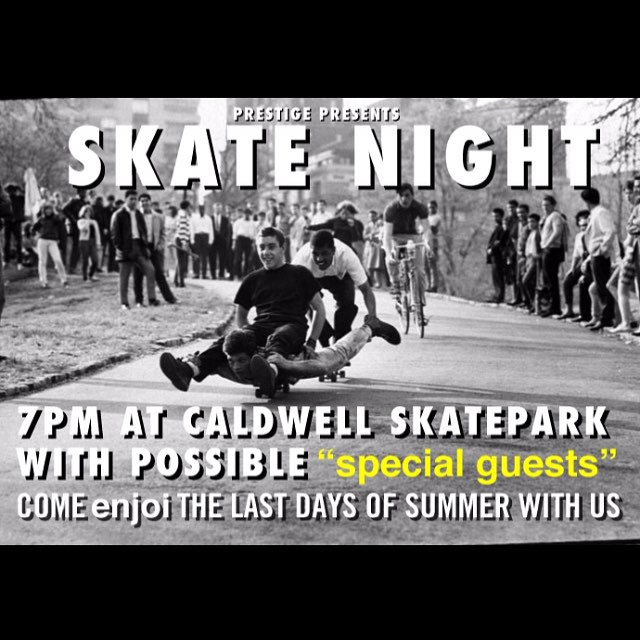 PRESTIGE PRESENTS
SKATE NIGHT
7PM AT CALDWELL SKATEPARK
WITH POSSIBLE “special guests”
COME enjoi THE LAST DAYS OF SUMMER WITH US